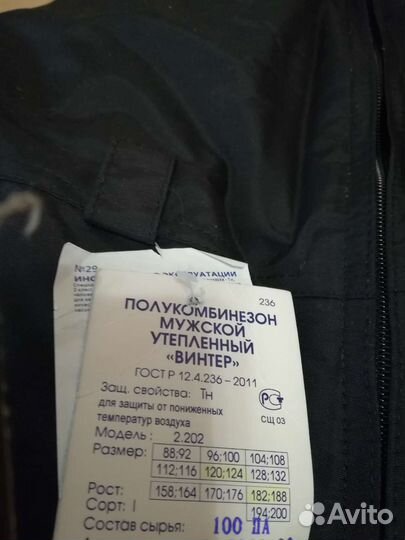 №29
ЭКСПЛУАТАЦИИ
236
ПОЛУКОМБИНЕЗОН
МУЖСКОЙ
УТЕПЛЕННЫЙ
«ВИНТЕР»
ГОСТ Р 12.4.236 – 2011
Защ. свойства: Тн
для защиты от пониженных
температур воздуха
СЩ 03
Модель: 2.202
Размер: 88;92 96;100 104;108
112;116 120;124 128;132
Рост: 158;164 170;176 182;188
Сорт: I 194;200
Состав сырья: 100 ПА
Avito